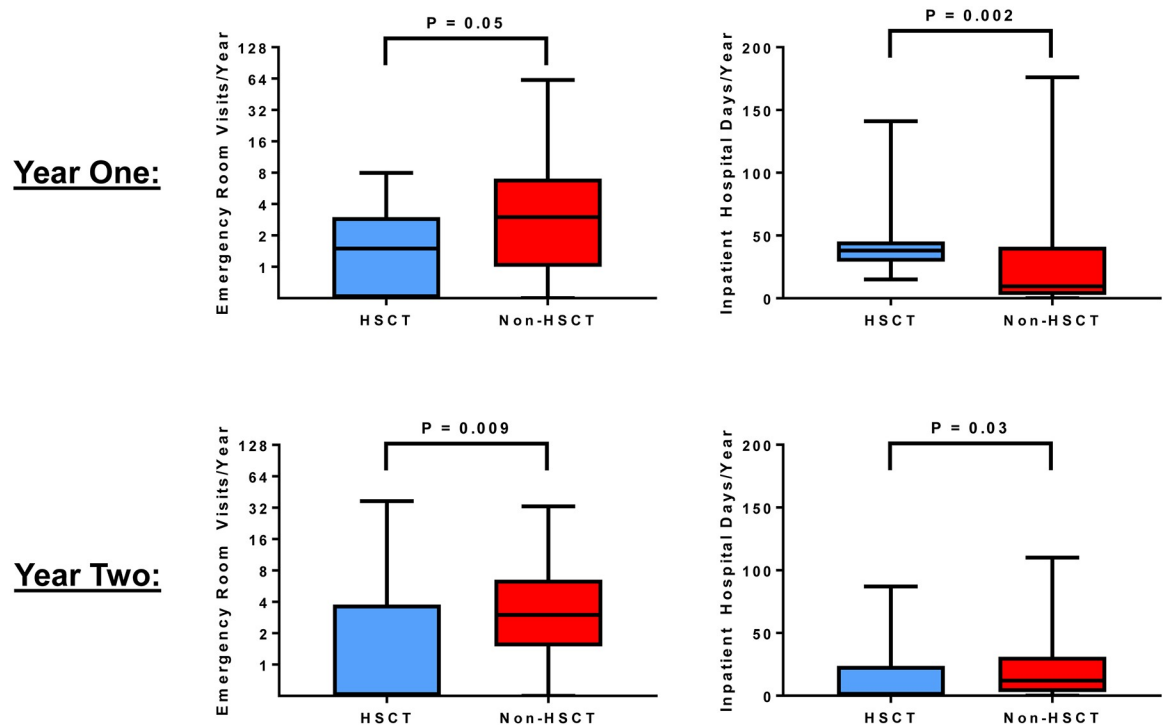 Year One:
Emergency Room Visits/Year
P = 0.05
128
64
32
16
8
4
2
1
HSCT
Non-HSCT
Inpatient Hospital Days/Year
P = 0.002
200
150
100
50
0
HSCT
Non-HSCT
Year Two:
Emergency Room Visits/Year
P = 0.009
128
64
32
16
8
4
2
1
HSCT
Non-HSCT
Inpatient Hospital Days/Year
P = 0.03
200
150
100
50
0
HSCT
Non-HSCT